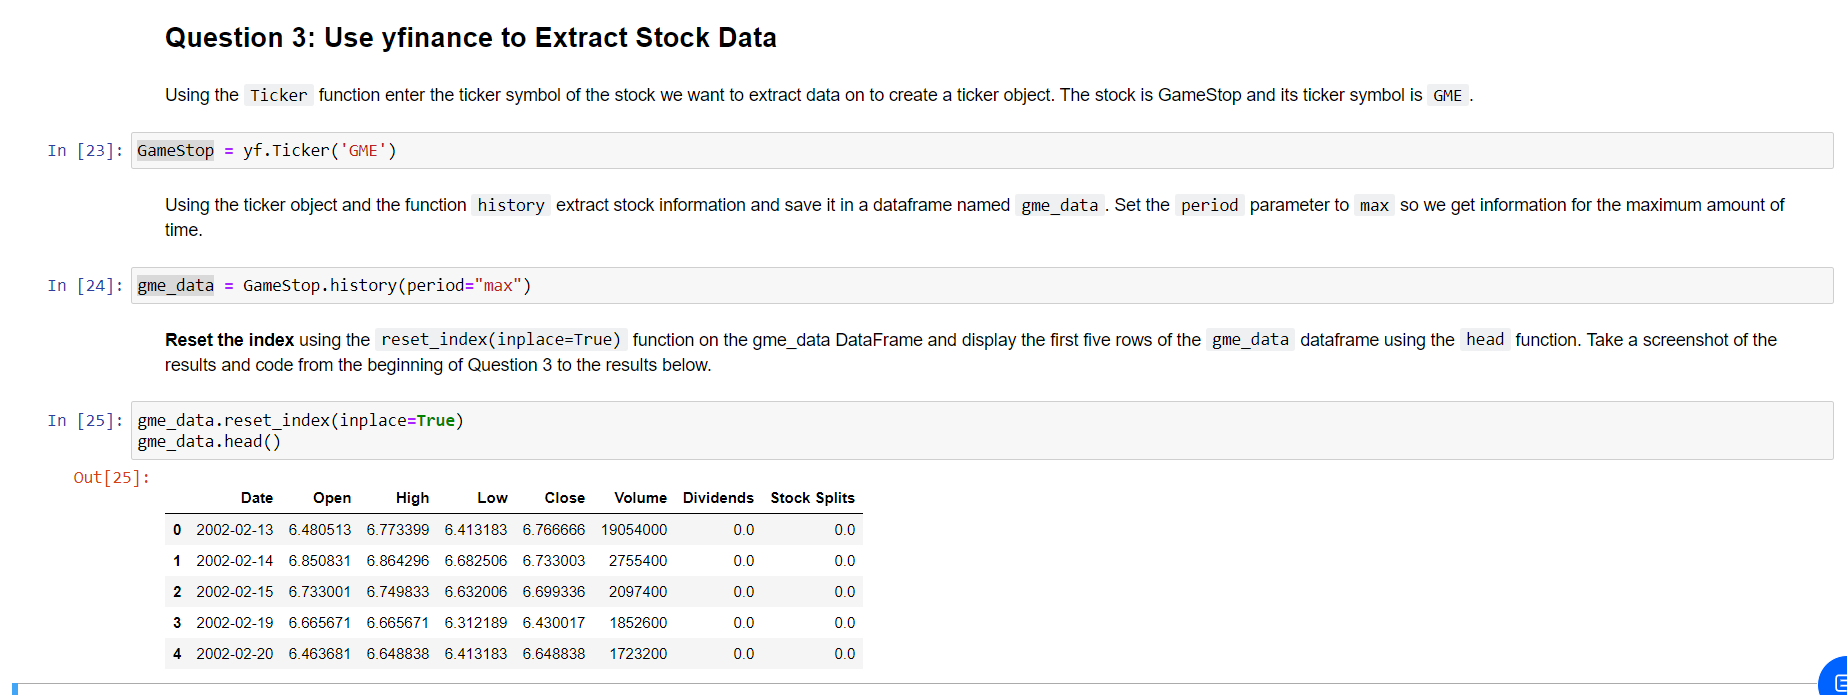 Question 3: Use yfinance to Extract Stock Data
Using the Ticker function enter the ticker symbol of the stock we want to extract data on to create a ticker object. The stock is GameStop and its ticker symbol is GME .
In [23]: GameStop = yf.Ticker('GME')
Using the ticker object and the function history extract stock information and save it in a dataframe named gme_data . Set the period parameter to max so we get information for the maximum amount of
time.
In [24]: gme_data = GameStop.history(period="max")
Reset the index using the reset_index(inplace=True) function on the gme_data DataFrame and display the first five rows of the gme_data dataframe using the head function. Take a screenshot of the
results and code from the beginning of Question 3 to the results below.
In [25]: gme_data.reset_index(inplace=True)
gme_data.head()
Out[25]:
Date Open High Low Close Volume Dividends Stock Splits
0 2002-02-13 6.480513 6.773399 6.413183 6.766666 19054000 0.0 0.0
1 2002-02-14 6.850831 6.864296 6.682506 6.733003 2755400 0.0 0.0
2 2002-02-15 6.733001 6.749833 6.632006 6.699336 2097400 0.0 0.0
3 2002-02-19 6.665671 6.665671 6.312189 6.430017 1852600 0.0 0.0
4 2002-02-20 6.463681 6.648838 6.413183 6.648838 1723200 0.0 0.0